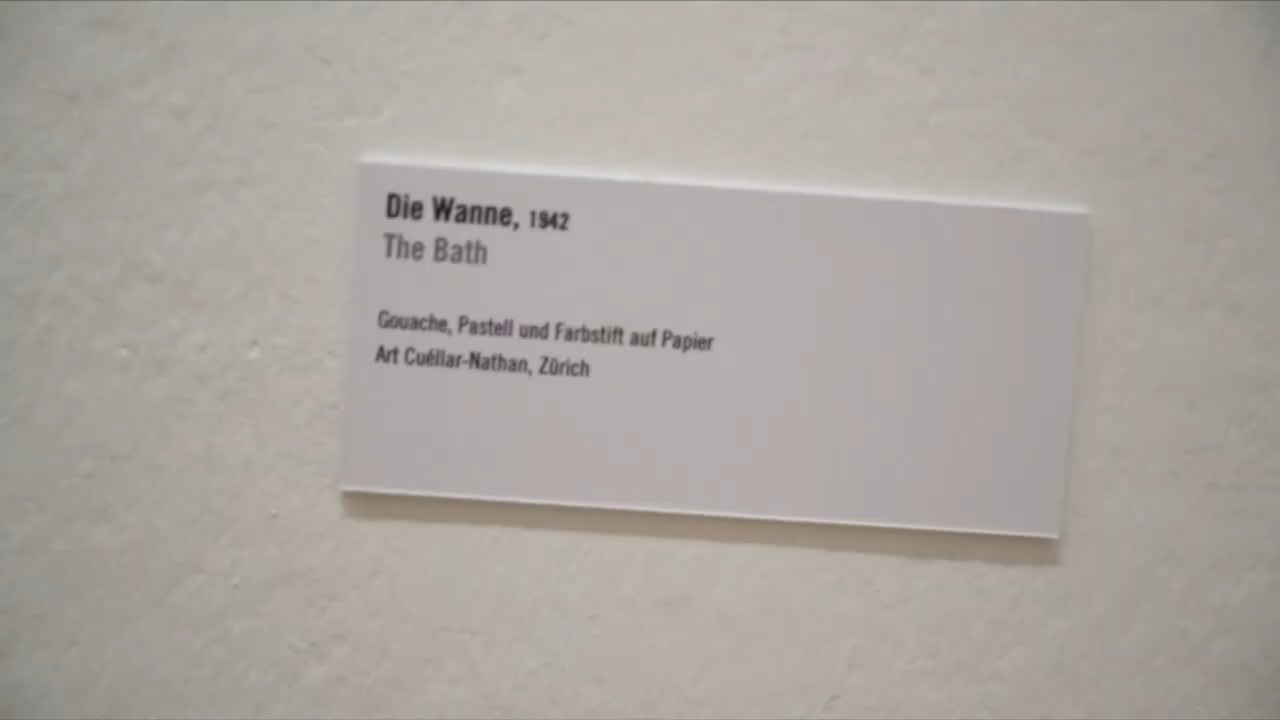 Die Wanne, 1942
The Bath
Gouache, Pastell und Farbstift auf Papier
Art Cuéllar-Nathan, Zürich